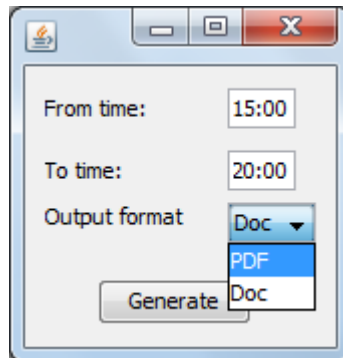 From time: 15:00
To time: 20:00
Output format Doc
PDF
Generate Doc